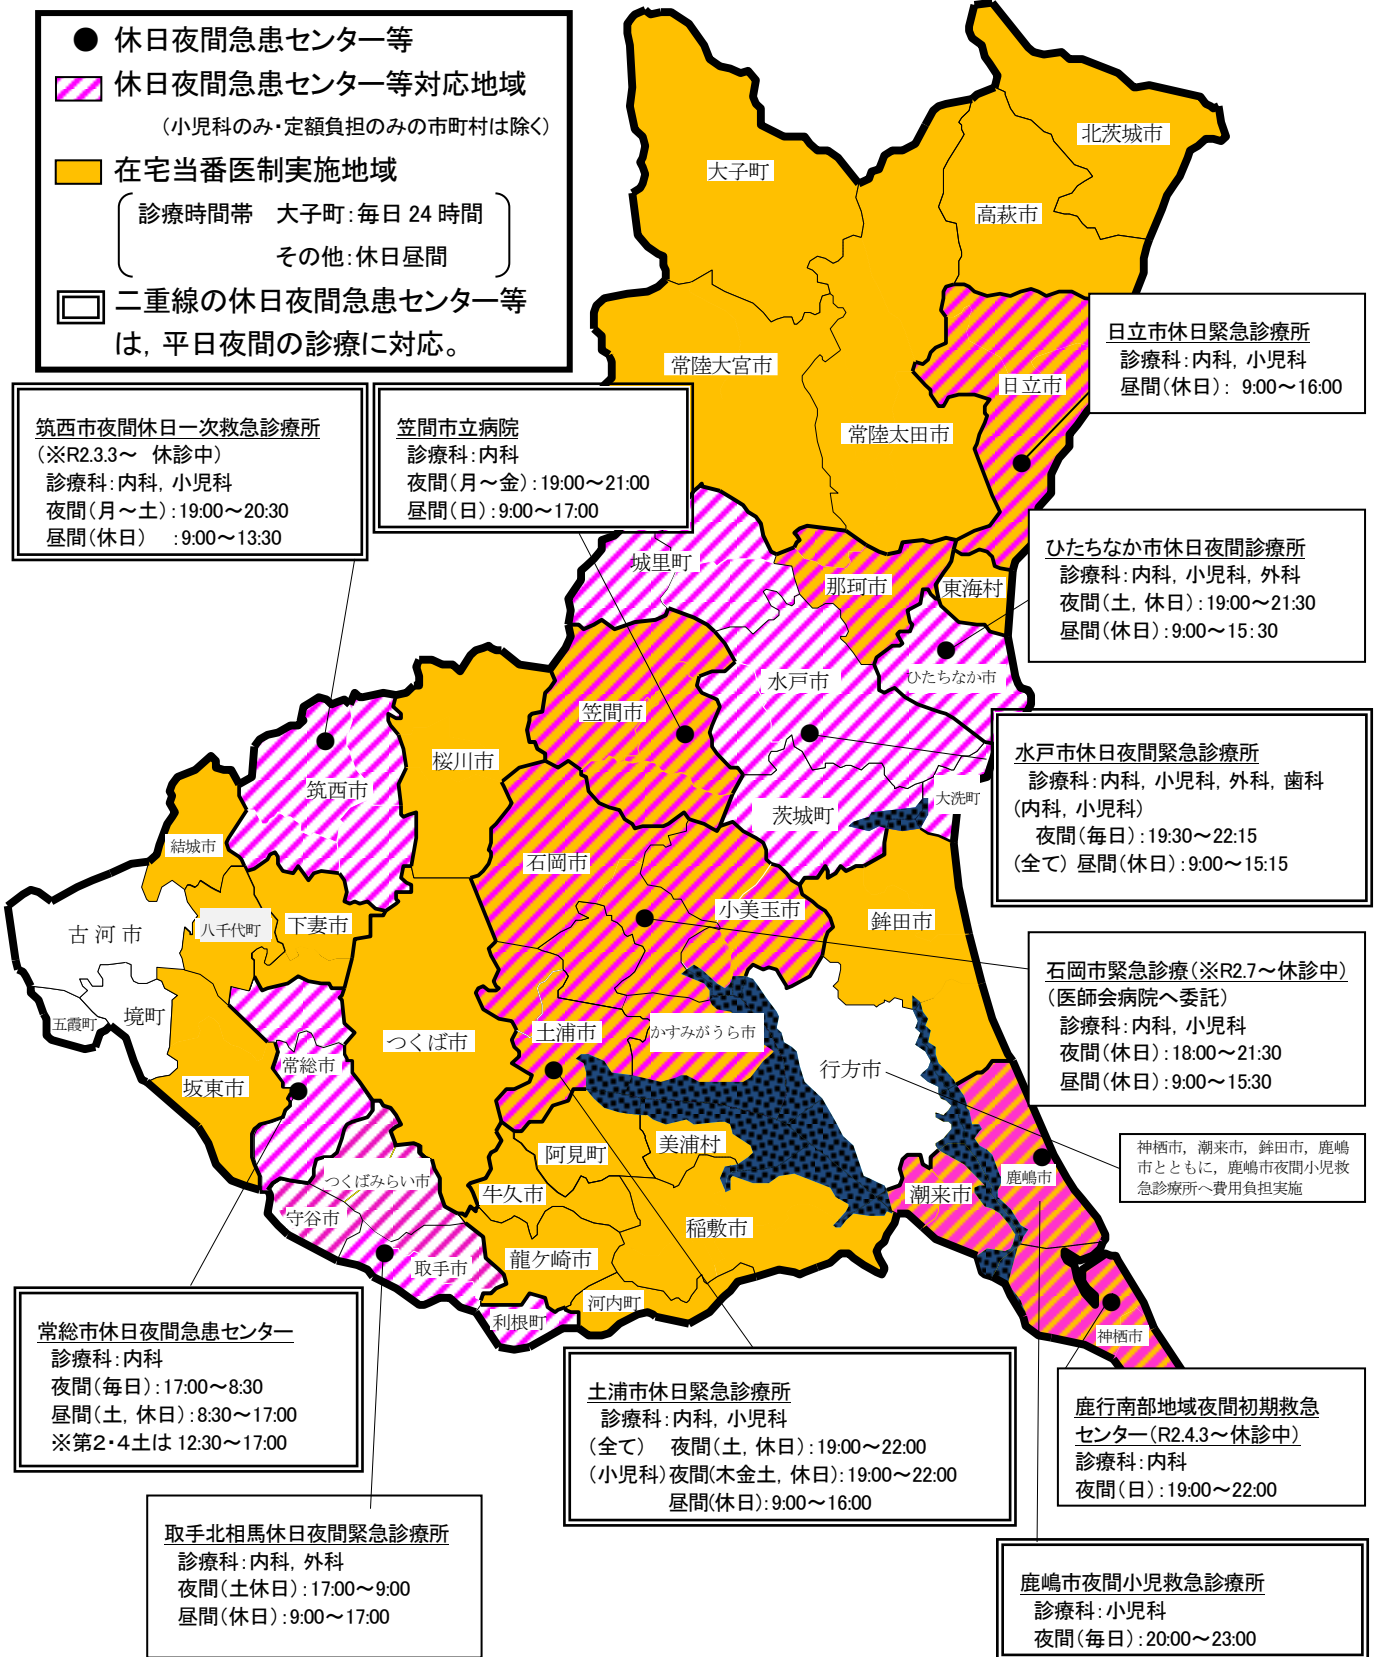 ● 休日夜間急患センター等
休日夜間急患センター等対応地域
(小児科のみ・定額負担のみの市町村は除く)
在宅当番医制実施地域
診療時間帯 大子町:毎日24時間
その他:休日昼間
二重線の休日夜間急患センター等
は,平日夜間の診療に対応。
大子町
北茨城市
高萩市
常陸大宮市
常陸太田市
日立市
日立市休日緊急診療所
診療科:内科,小児科
昼間(休日): 9:00~16:00
筑西市夜間休日一次救急診療所
(※R2.3.3~ 休診中)
診療科:内科,小児科
夜間(月~土):19:00~20:30
昼間(休日) :9:00~13:30
笠間市立病院
診療科:内科
夜間(月~金):19:00~21:00
昼間(日):9:00~17:00
ひたちなか市休日夜間診療所
診療科:内科,小児科,外科
夜間(土,休日):19:00~21:30
昼間(休日):9:00~15:30
城里町
那珂市
東海村
水戸市
ひたちなか市
笠間市
桜川市
筑西市
茨城町
大洗町
水戸市休日夜間緊急診療所
診療科:内科,小児科,外科,歯科
(内科,小児科)
夜間(毎日):19:30~22:15
(全て)昼間(休日):9:00~15:15
結城市
石岡市
小美玉市
鉾田市
古河市
八千代町
下妻市
石岡市緊急診療(※R2.7~休診中)
(医師会病院へ委託)
診療科:内科,小児科
夜間(休日):18:00~21:30
昼間(休日):9:00~15:30
五霞町
境町
つくば市
土浦市
かすみがうら市
行方市
常総市
坂東市
神栖市,潮来市,鉾田市,鹿嶋
市とともに,鹿嶋市夜間小児救
急診療所へ費用負担実施
阿見町
美浦村
つくばみらい市
牛久市
潮来市
鹿嶋市
守谷市
稲敷市
取手市
龍ケ崎市
河内町
利根町
神栖市
常総市休日夜間急患センター
診療科:内科
夜間(毎日):17:00~8:30
昼間(土,休日):8:30~17:00
※第2・4土は12:30~17:00
土浦市休日緊急診療所
診療科:内科,小児科
(全て) 夜間(土,休日):19:00~22:00
(小児科)夜間(木金土,休日):19:00~22:00
昼間(休日):9:00~16:00
鹿行南部地域夜間初期救急
センター(R2.4.3~休診中)
診療科:内科
夜間(日):19:00~22:00
取手北相馬休日夜間緊急診療所
診療科:内科,外科
夜間(土休日):17:00~9:00
昼間(休日):9:00~17:00
鹿嶋市夜間小児救急診療所
診療科:小児科
夜間(毎日):20:00~23:00